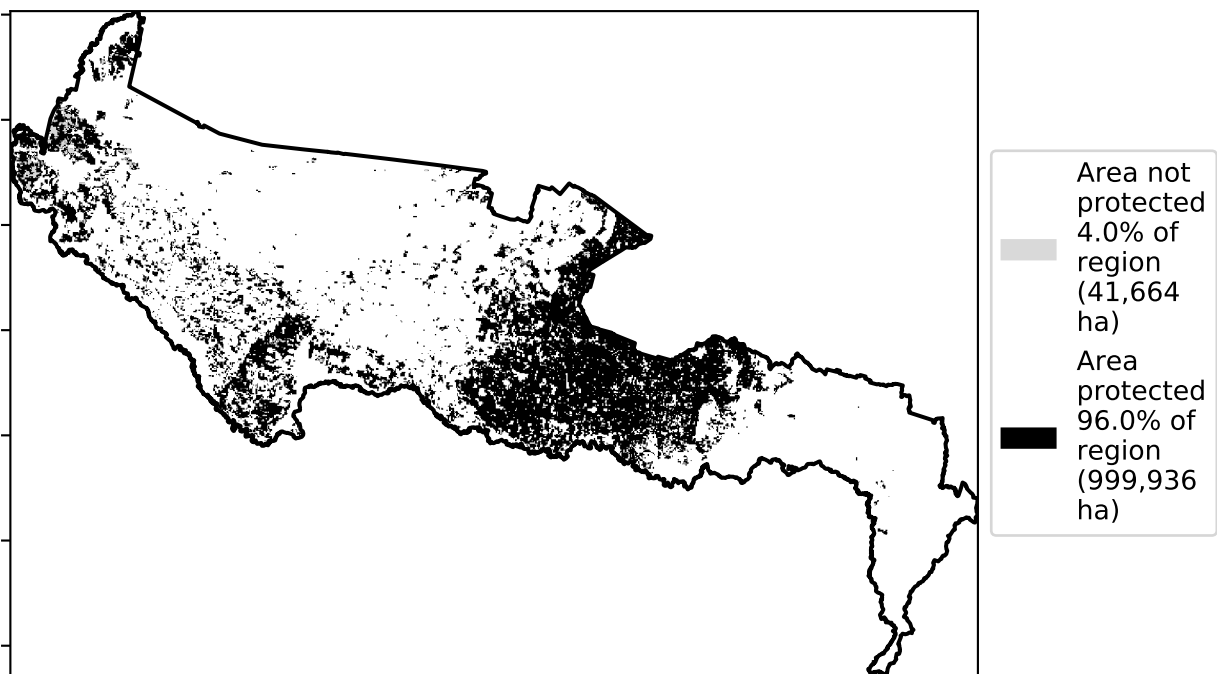 Area not
protected
4.0% of
region
(41,664
ha)
Area
protected
96.0% of
region
(999,936
ha)